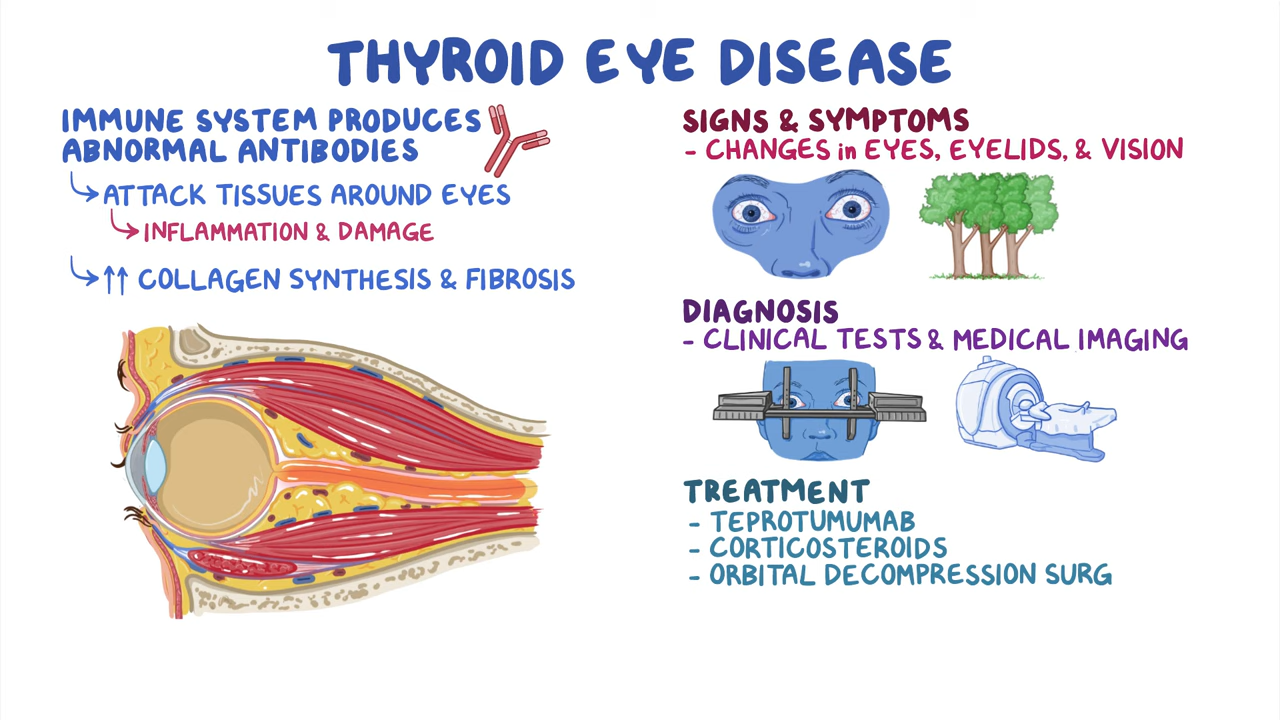 THYROID EYE DISEASE
IMMUNE SYSTEM PRODUCES
ABNORMAL ANTIBODIES
ATTACK TISSUES AROUND EYES
INFLAMMATION & DAMAGE
↑↑ COLLAGEN SYNTHESIS & FIBROSIS
SIGNS & SYMPTOMS
- CHANGES in EYES, EYELIDS, & VISION
DIAGNOSIS
- CLINICAL TESTS & MEDICAL IMAGING
TREATMENT
- TEPROTUMUMAB
- CORTICOSTEROIDS
- ORBITAL DECOMPRESSION SURG